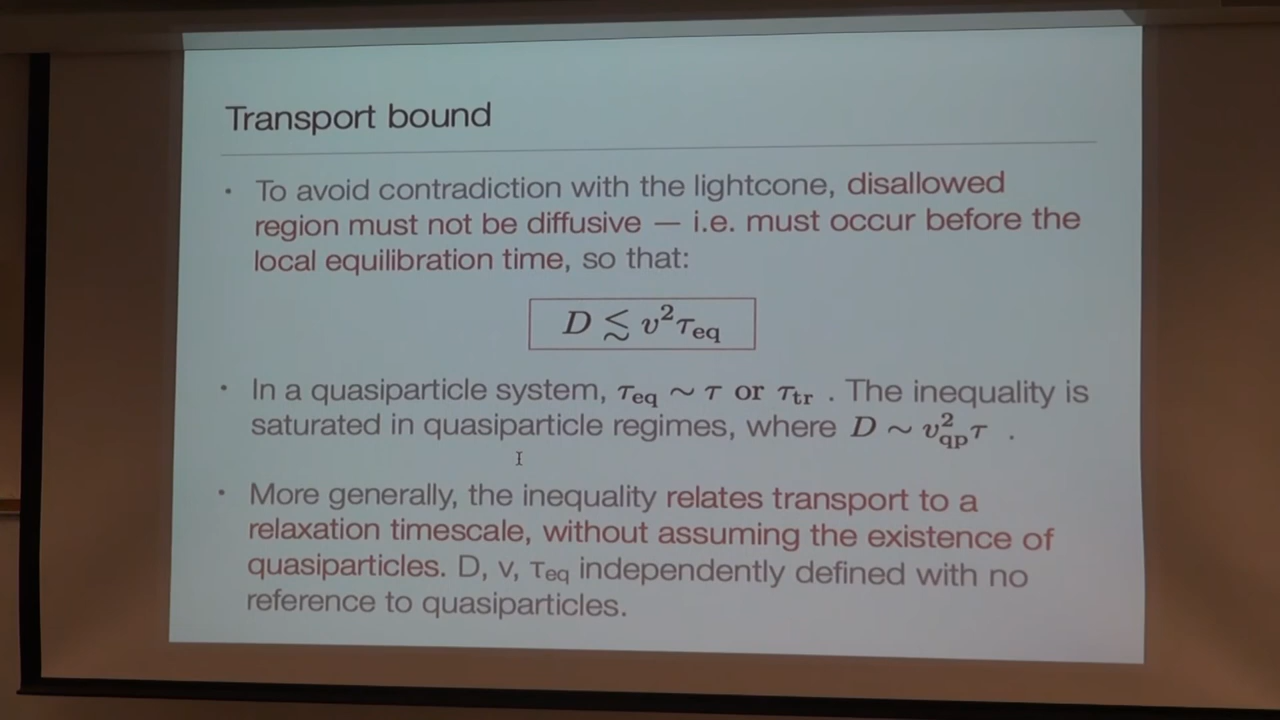 Transport bound
• To avoid contradiction with the lightcone, disallowed
region must not be diffusive — i.e. must occur before the
local equilibration time, so that:
D ≲ v²τ_eq
• In a quasiparticle system, τ_eq ∼ τ or τ_tr . The inequality is
saturated in quasiparticle regimes, where D ∼ v²_qp τ .
• More generally, the inequality relates transport to a
relaxation timescale, without assuming the existence of
quasiparticles. D, v, τ_eq independently defined with no
reference to quasiparticles.